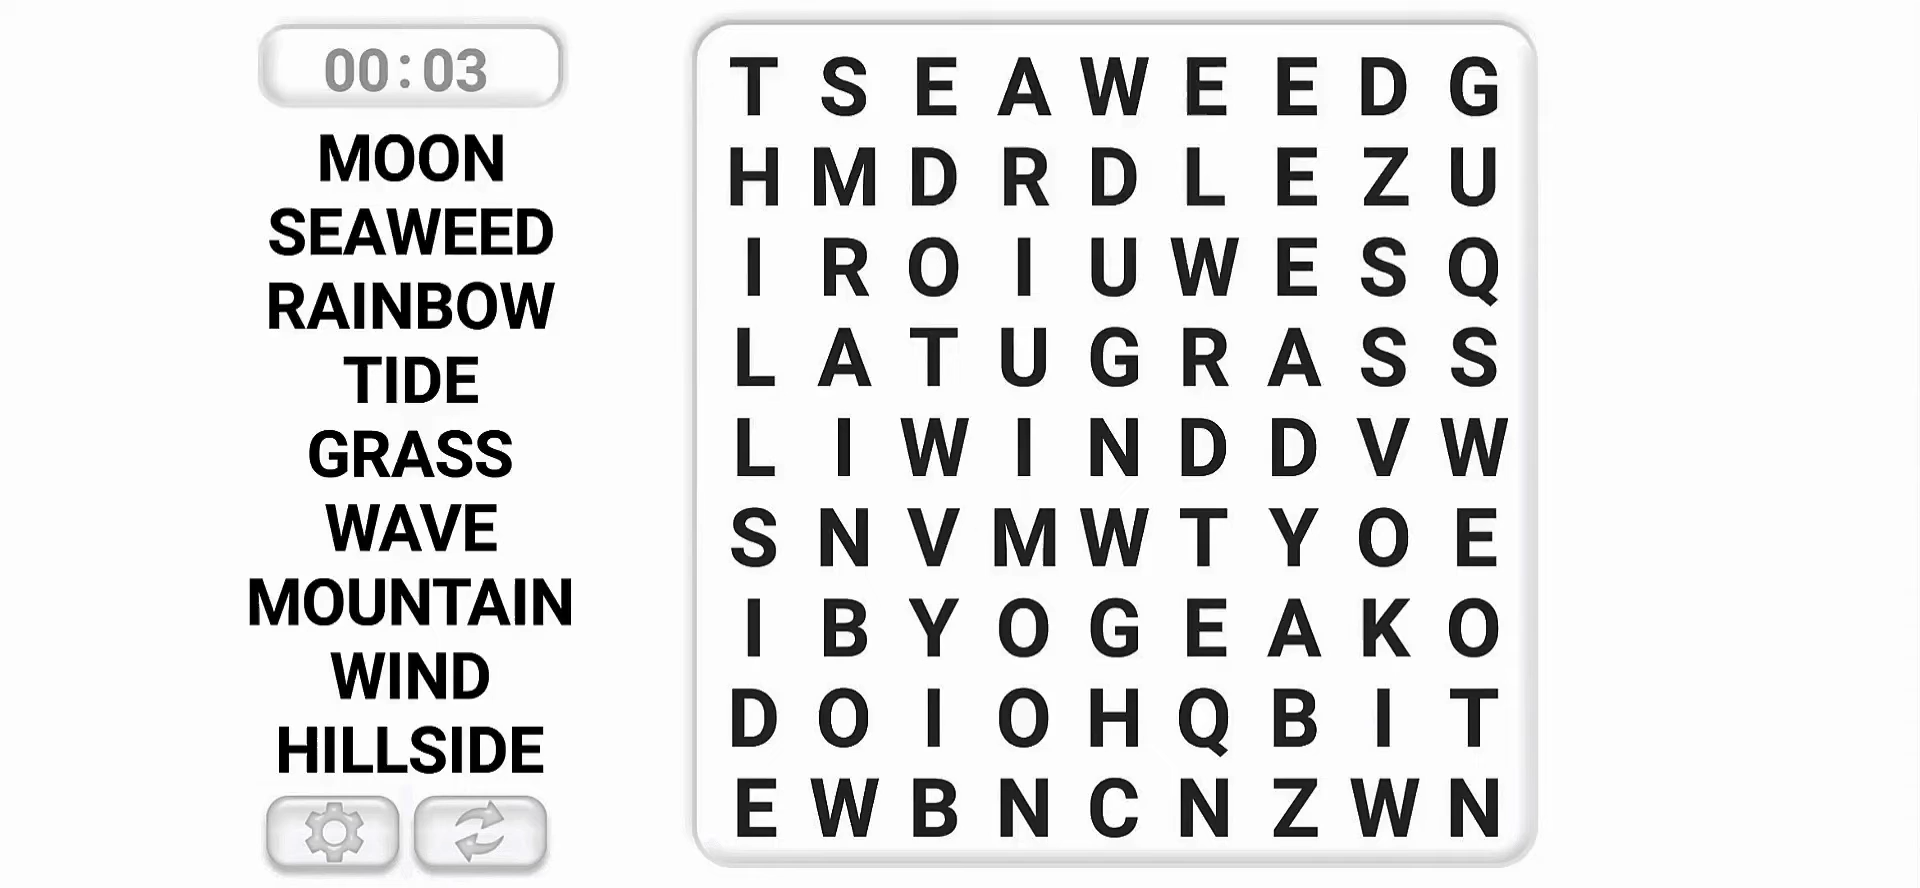 00:03
MOON
SEAWEED
RAINBOW
TIDE
GRASS
WAVE
MOUNTAIN
WIND
HILLSIDE
T S E A W E E D G
H M D R D L E Z U
I R O I U W E S Q
L A T U G R A S S
L I W I N D D V W
S N V M W T Y O E
I B Y O G E A K O
D O I O H Q B I T
E W B N C N Z W N